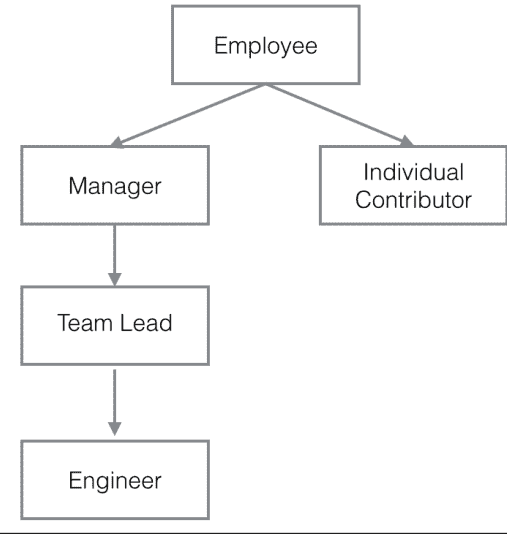 Employee
Manager
Individual
Contributor
Team Lead
Engineer